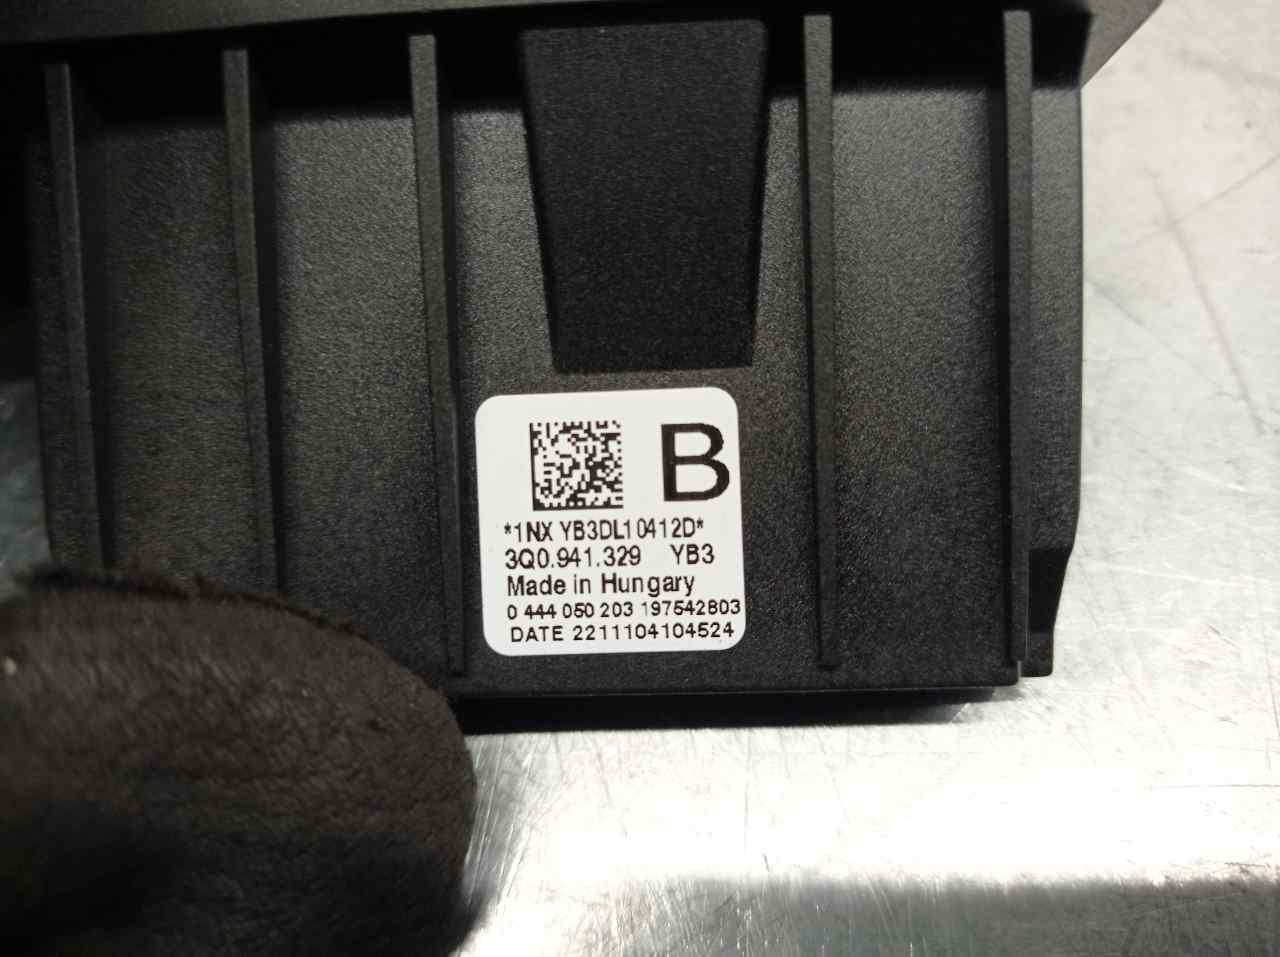 B
*1NX YB3DL10412D*
3Q0.941.329 YB3
Made in Hungary
0 444 050 203 197542803
DATE 2211104104524